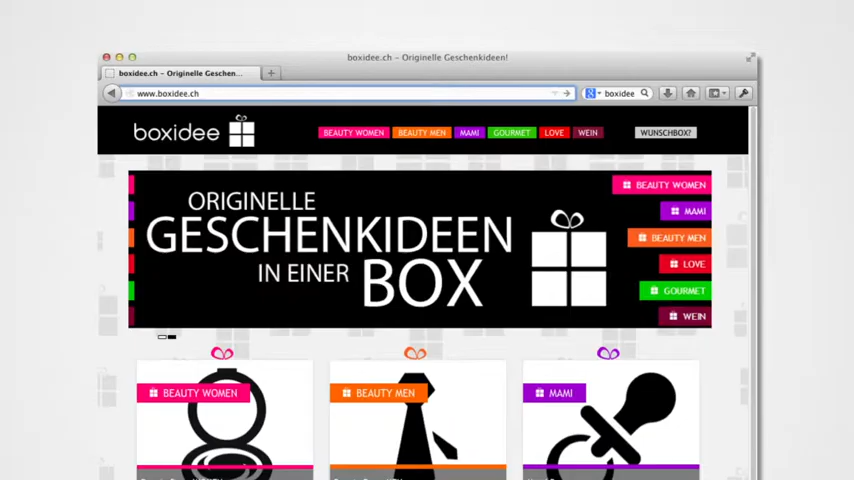 boxidee.ch – Originelle Geschenkideen!
boxidee.ch – Originelle Geschen...
www.boxidee.ch
boxidee
boxidee
BEAUTY WOMEN
BEAUTY MEN
MAMI
GOURMET
LOVE
WEIN
WUNSCHBOX?
ORIGINELLE
GESCHENKIDEEN
IN EINER BOX
BEAUTY WOMEN
MAMI
BEAUTY MEN
LOVE
GOURMET
WEIN
BEAUTY WOMEN
BEAUTY MEN
MAMI